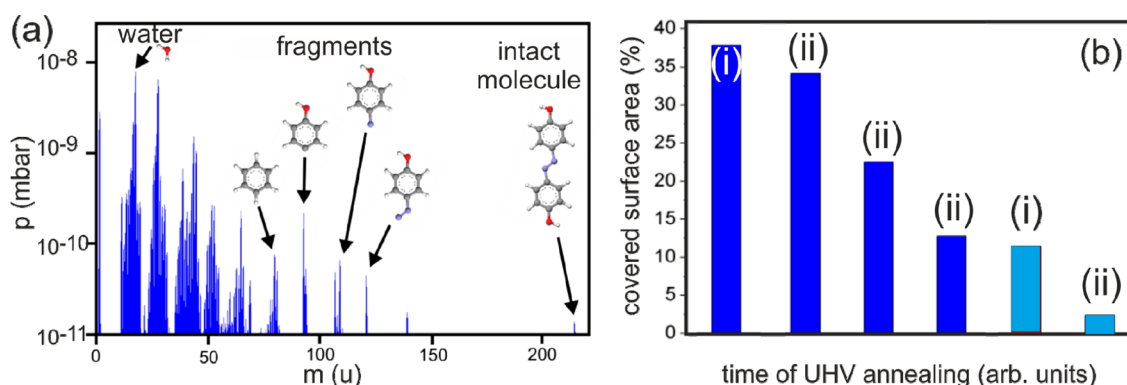 (a)
water
fragments
intact
molecule
10-8
10-9
10-10
10-11
p (mbar)
0
50
100
150
200
m (u)
(b)
40
35
30
25
20
15
10
5
0
covered surface area (%)
(i)
(ii)
(ii)
(ii)
(i)
(ii)
time of UHV annealing (arb. units)